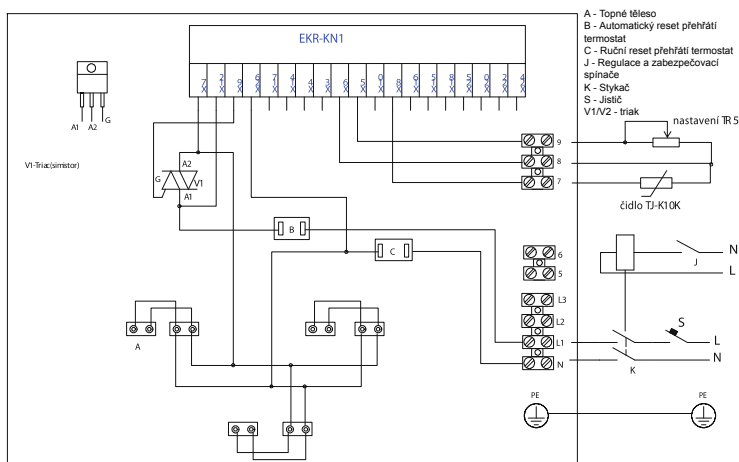 EKR-KN1
A1 A2 G
V1-Triac(simistor)
G
A2
V1
A1
B
C
A
9
8
7
6
5
L3
L2
L1
N
PE
A - Topné těleso
B - Automatický reset přehřátí
termostat
C - Ruční reset přehřátí termostat
J - Regulace a zabezpečovací
spínače
K - Stykač
S - Jistič
V1/V2 - triak
nastavení TR 5
čidlo TJ-K10K
J
N
L
S
L
N
K
PE